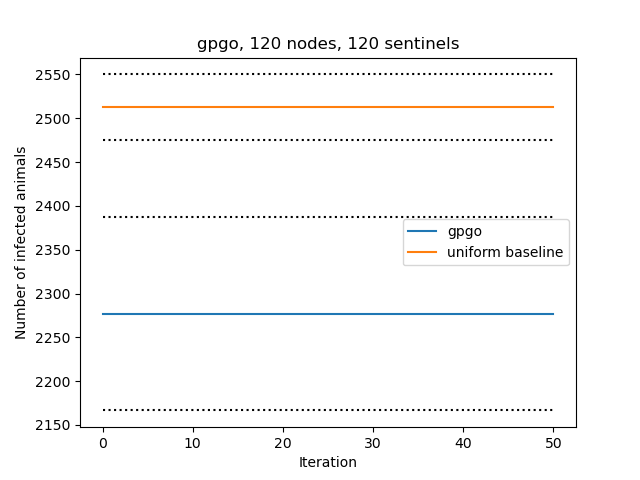 gpgo, 120 nodes, 120 sentinels
Number of infected animals
2550
2500
2450
2400
2350
2300
2250
2200
2150
gpgo
uniform baseline
0 10 20 30 40 50
Iteration